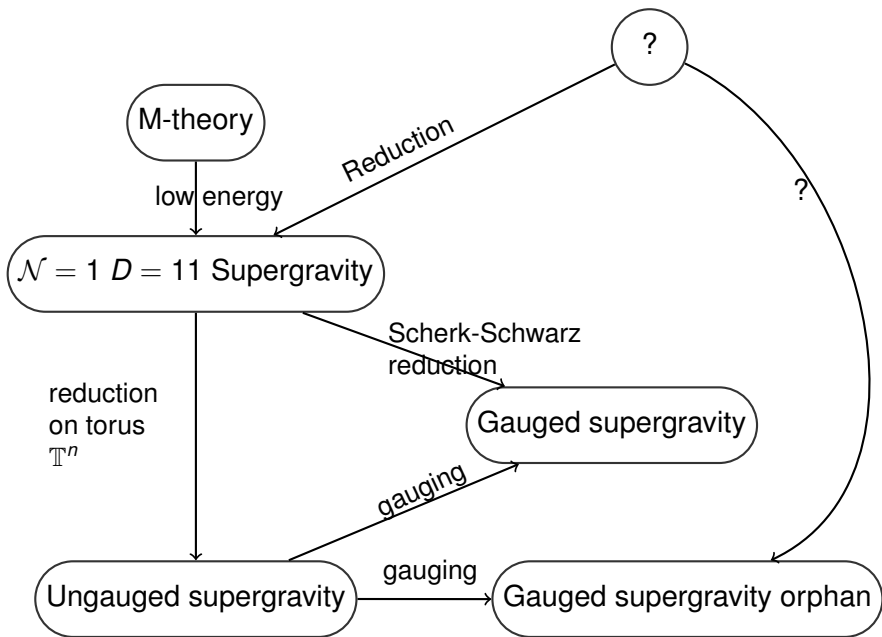 ?
M-theory
Reduction
low energy
?
𝒩 = 1 D = 11 Supergravity
Scherk-Schwarz
reduction
reduction
on torus
𝕋ⁿ
Gauged supergravity
gauging
gauging
Ungauged supergravity
Gauged supergravity orphan